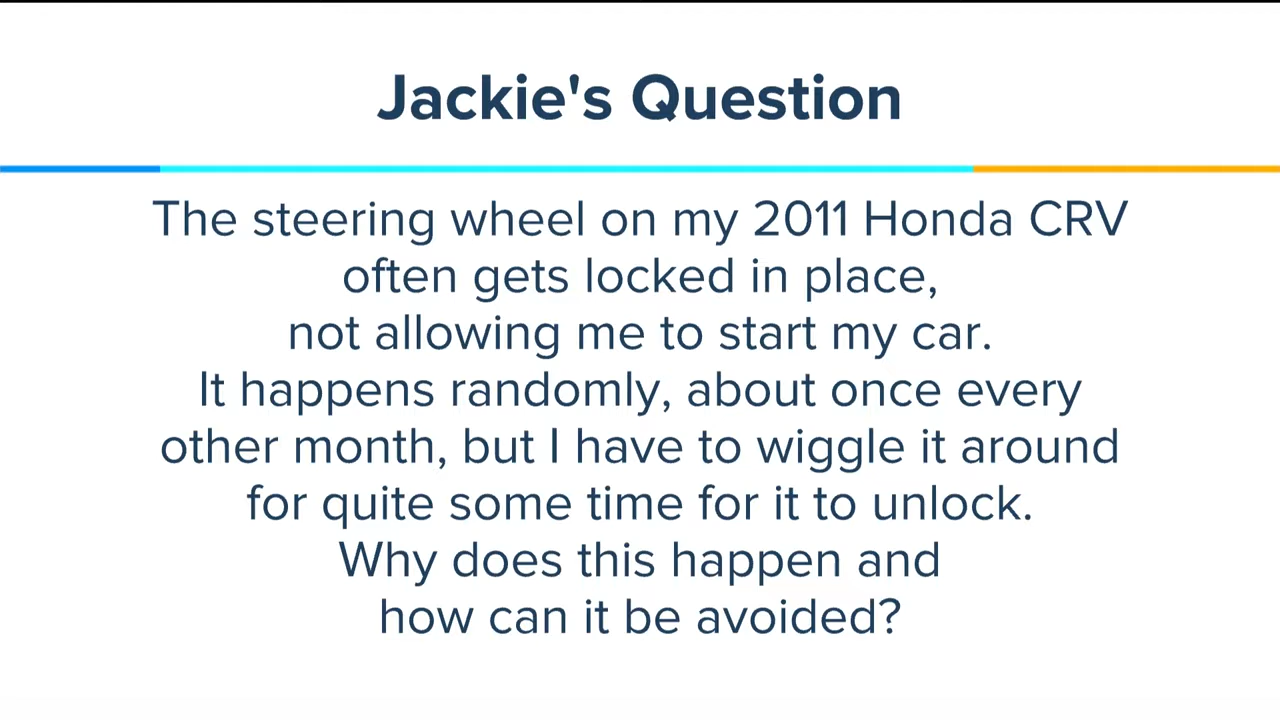 Jackie's Question
The steering wheel on my 2011 Honda CRV
often gets locked in place,
not allowing me to start my car.
It happens randomly, about once every
other month, but I have to wiggle it around
for quite some time for it to unlock.
Why does this happen and
how can it be avoided?